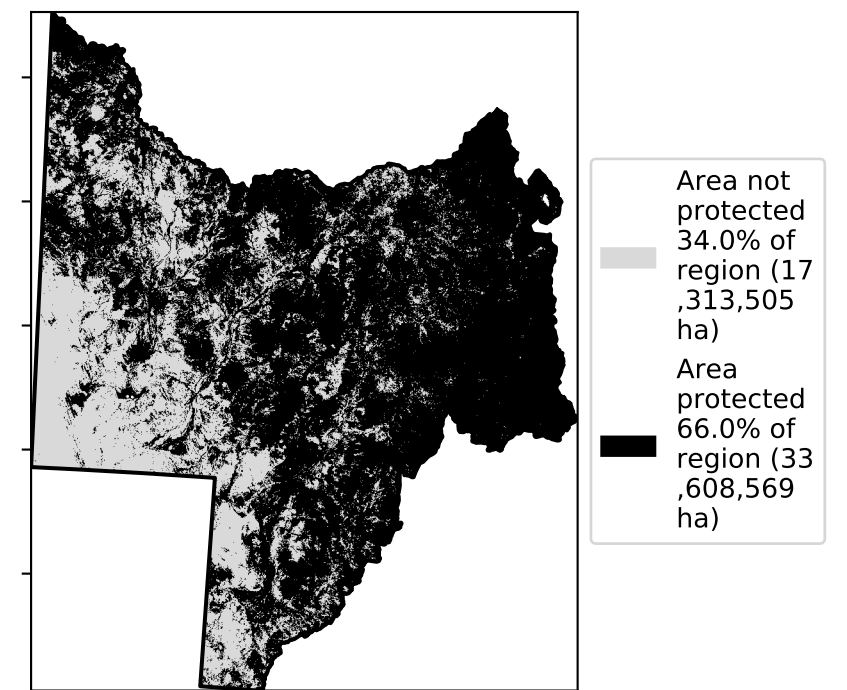 Area not
protected
34.0% of
region (17
,313,505
ha)
Area
protected
66.0% of
region (33
,608,569
ha)